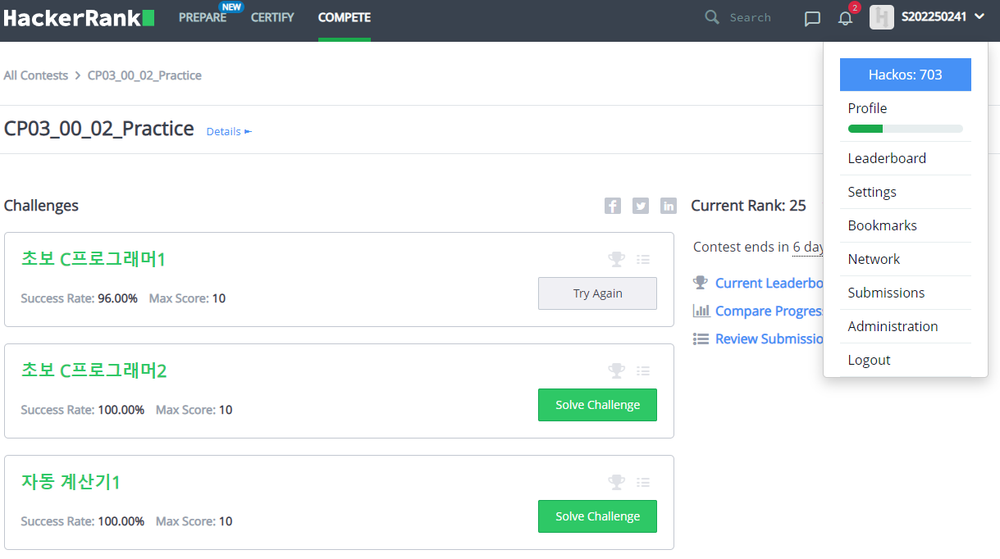 HackerRank PREPARE NEW CERTIFY COMPETE Search 2 S202250241
All Contests > CP03_00_02_Practice
CP03_00_02_Practice Details ►
Challenges
초보 C프로그래머1
Success Rate: 96.00% Max Score: 10
Try Again
초보 C프로그래머2
Success Rate: 100.00% Max Score: 10
Solve Challenge
자동 계산기1
Success Rate: 100.00% Max Score: 10
Solve Challenge
Current Rank: 25
Contest ends in 6 day
Current Leaderbo
Compare Progres
Review Submissio
Hackos: 703
Profile
Leaderboard
Settings
Bookmarks
Network
Submissions
Administration
Logout